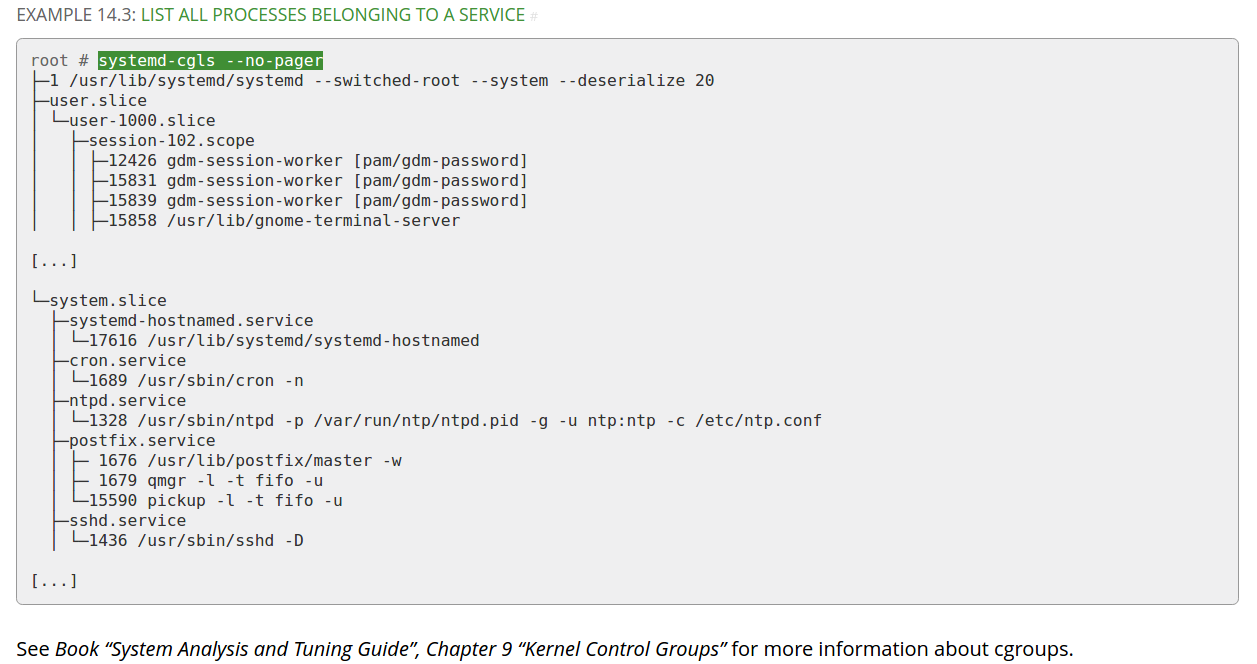 EXAMPLE 14.3: LIST ALL PROCESSES BELONGING TO A SERVICE #
root # systemd-cgls --no-pager
├─1 /usr/lib/systemd/systemd --switched-root --system --deserialize 20
├─user.slice
│ └─user-1000.slice
│   ├─session-102.scope
│   │ ├─12426 gdm-session-worker [pam/gdm-password]
│   │ ├─15831 gdm-session-worker [pam/gdm-password]
│   │ ├─15839 gdm-session-worker [pam/gdm-password]
│   │ ├─15858 /usr/lib/gnome-terminal-server
[...]
└─system.slice
  ├─systemd-hostnamed.service
  │ └─17616 /usr/lib/systemd/systemd-hostnamed
  ├─cron.service
  │ └─1689 /usr/sbin/cron -n
  ├─ntpd.service
  │ └─1328 /usr/sbin/ntpd -p /var/run/ntp/ntpd.pid -g -u ntp:ntp -c /etc/ntp.conf
  ├─postfix.service
  │ ├─ 1676 /usr/lib/postfix/master -w
  │ ├─ 1679 qmgr -l -t fifo -u
  │ └─15590 pickup -l -t fifo -u
  ├─sshd.service
  │ └─1436 /usr/sbin/sshd -D
[...]
See Book “System Analysis and Tuning Guide”, Chapter 9 “Kernel Control Groups” for more information about cgroups.